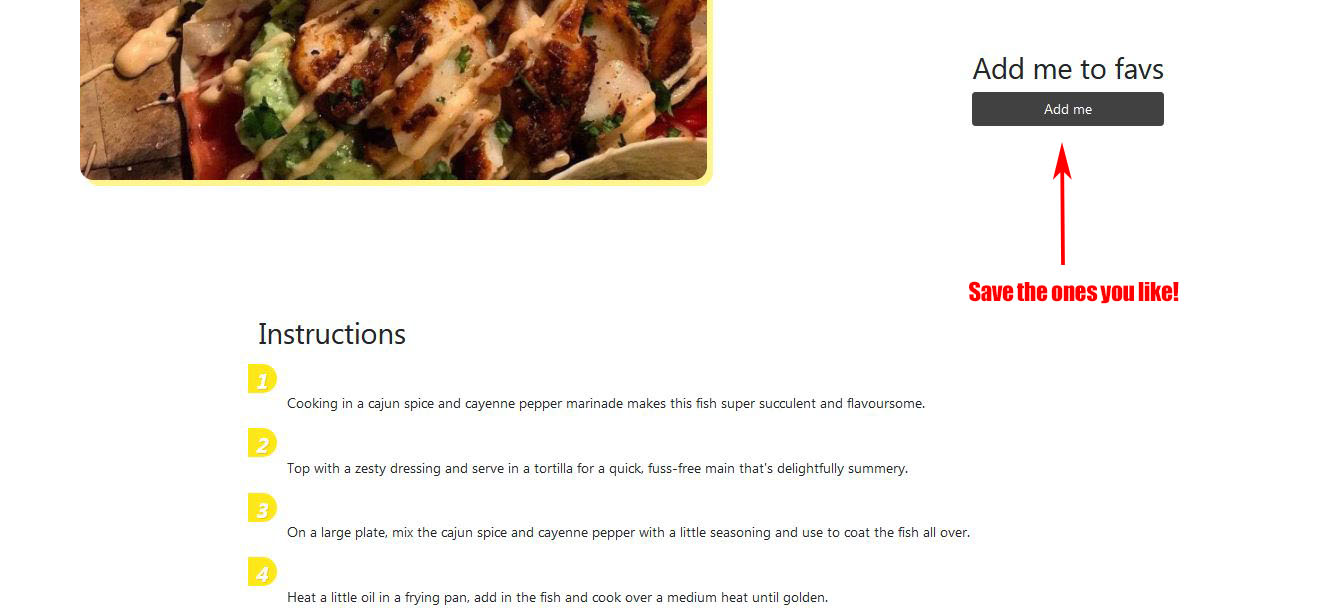 Add me to favs
Add me
Save the ones you like!
Instructions
1
Cooking in a cajun spice and cayenne pepper marinade makes this fish super succulent and flavoursome.
2
Top with a zesty dressing and serve in a tortilla for a quick, fuss-free main that's delightfully summery.
3
On a large plate, mix the cajun spice and cayenne pepper with a little seasoning and use to coat the fish all over.
4
Heat a little oil in a frying pan, add in the fish and cook over a medium heat until golden.